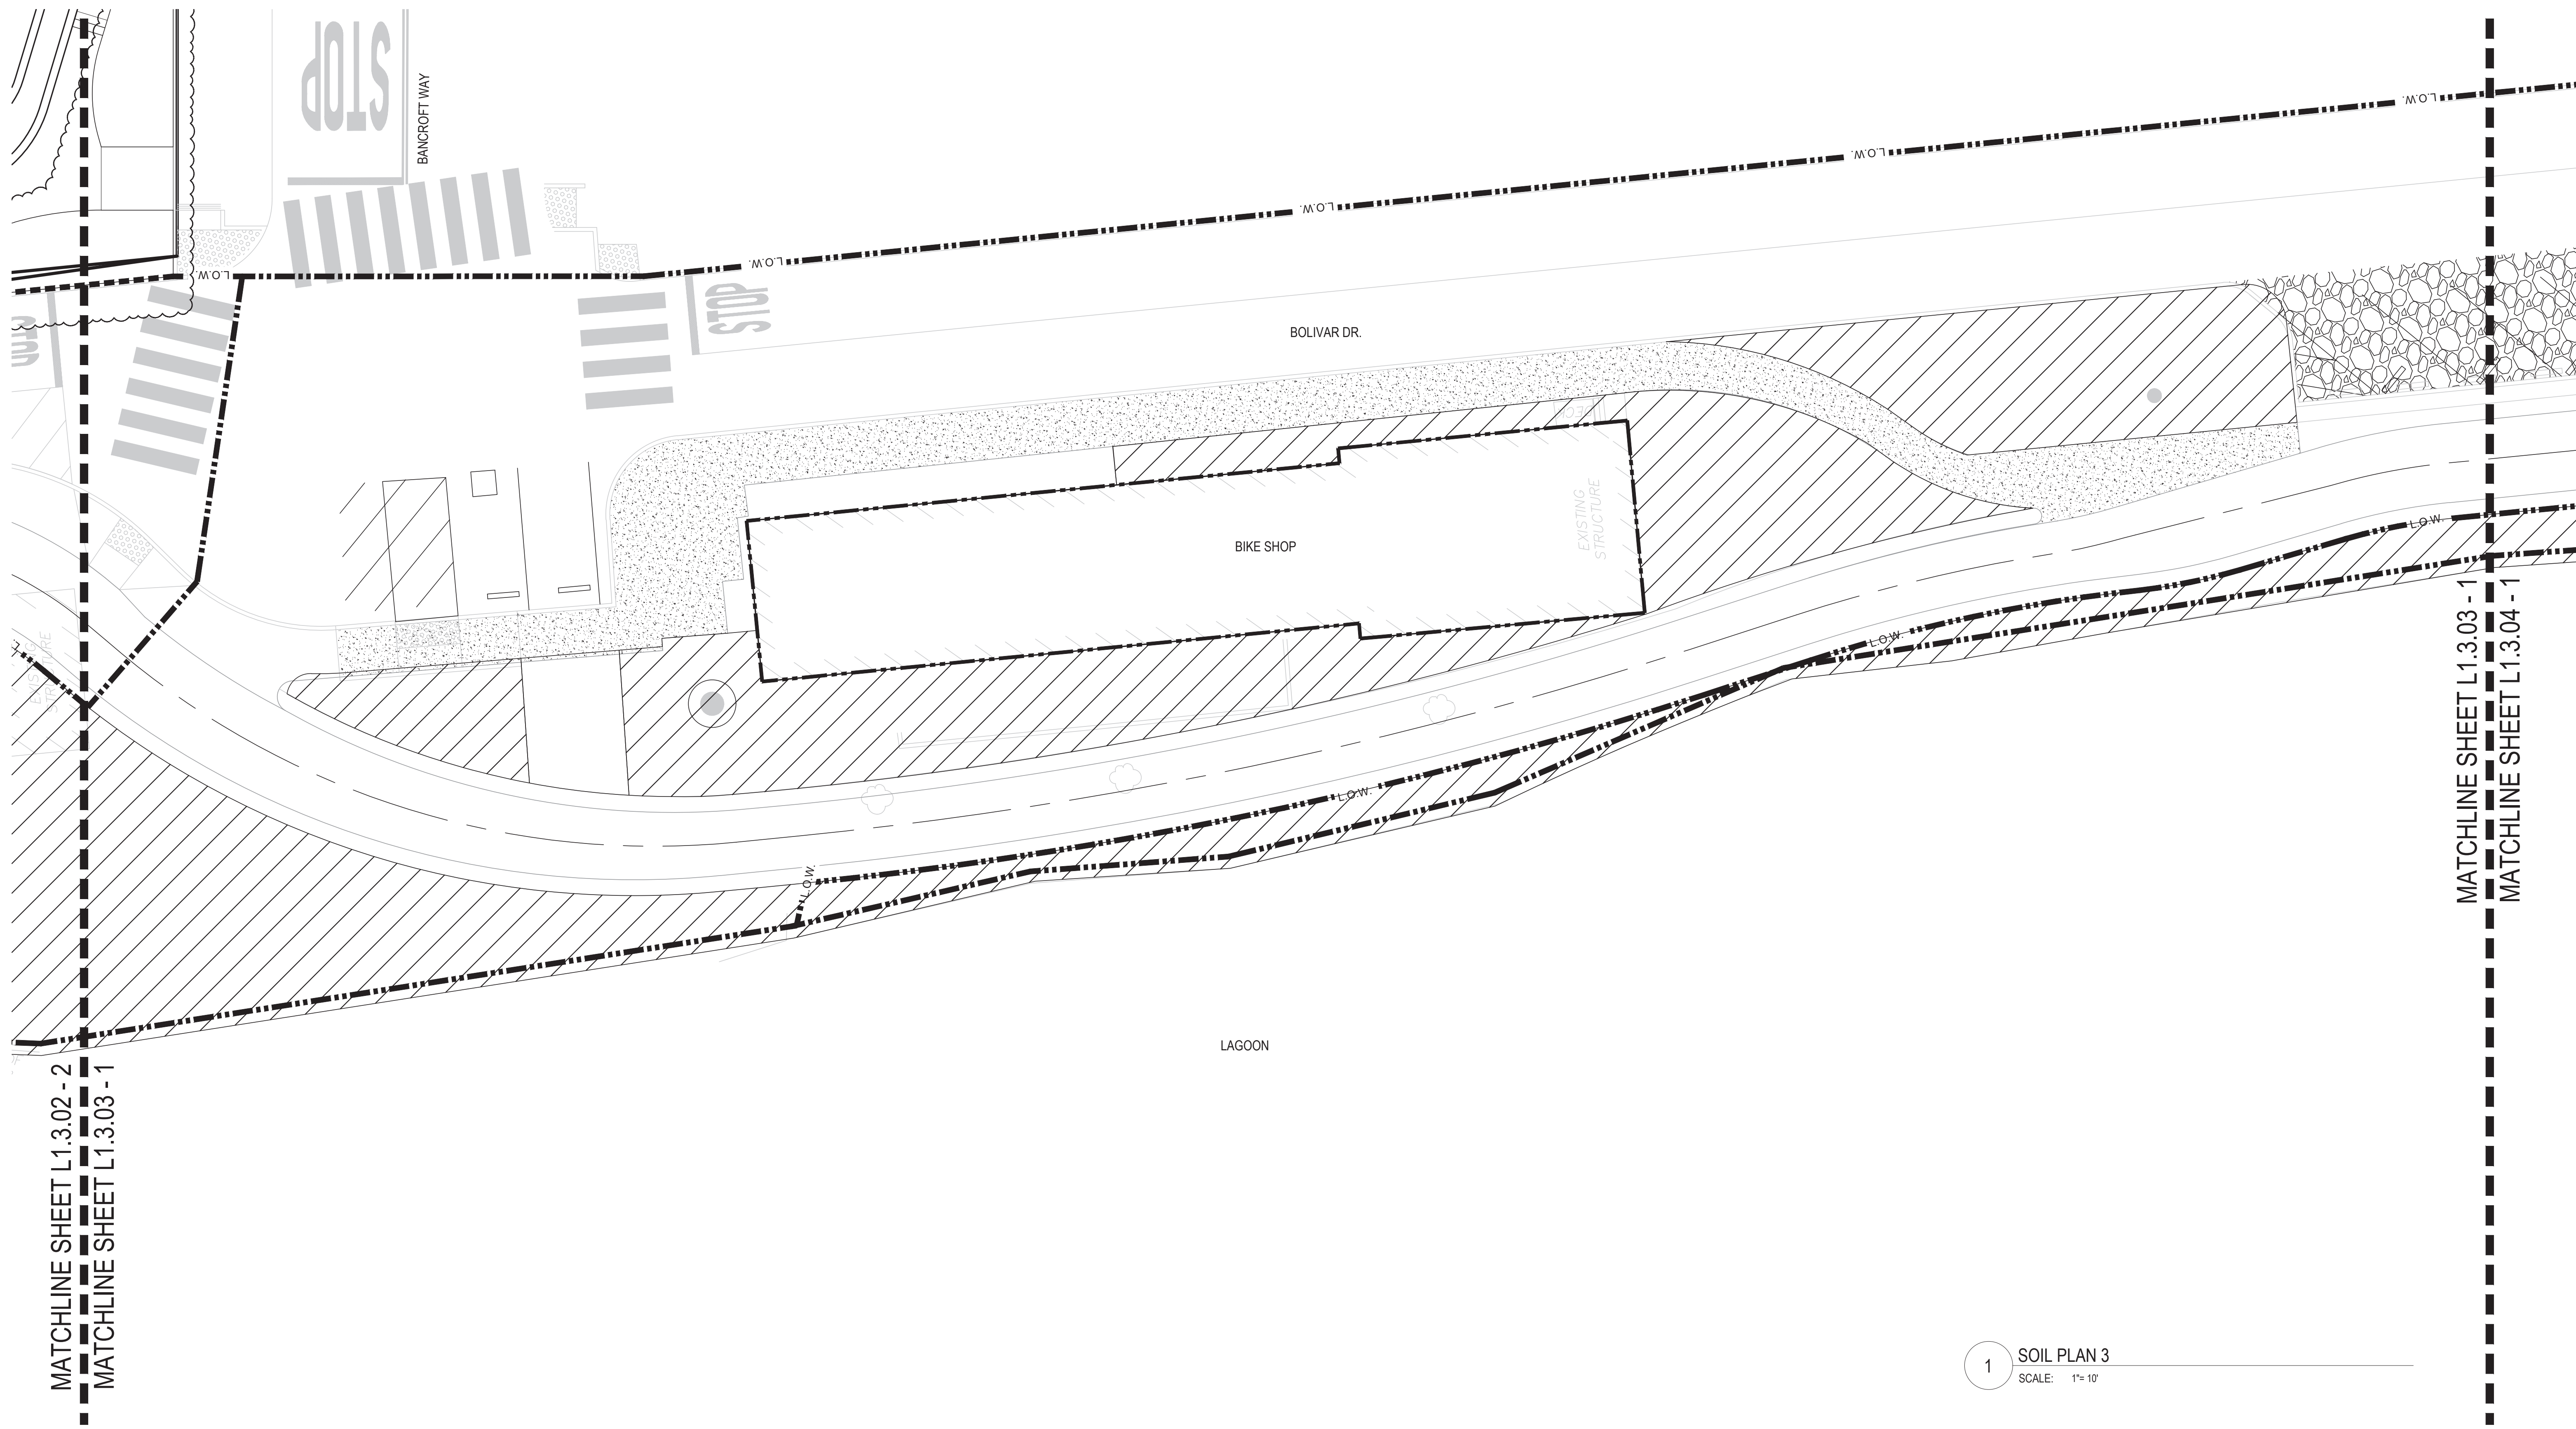 STOP
BANCROFT WAY
L.O.W.
L.O.W.
L.O.W.
L.O.W.
L.O.W.
STOP
BOLIVAR DR.
BIKE SHOP
EXISTING
STRUCTURE
L.O.W.
L.O.W.
L.O.W.
L.O.W.
LAGOON
MATCHLINE SHEET L1.3.02 - 2
MATCHLINE SHEET L1.3.03 - 1
MATCHLINE SHEET L1.3.03 - 1
MATCHLINE SHEET L1.3.04 - 1
1
SOIL PLAN 3
SCALE: 1"= 10'